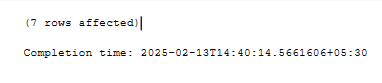 (7 rows affected)
Completion time: 2025-02-13T14:40:14.5661606+05:30